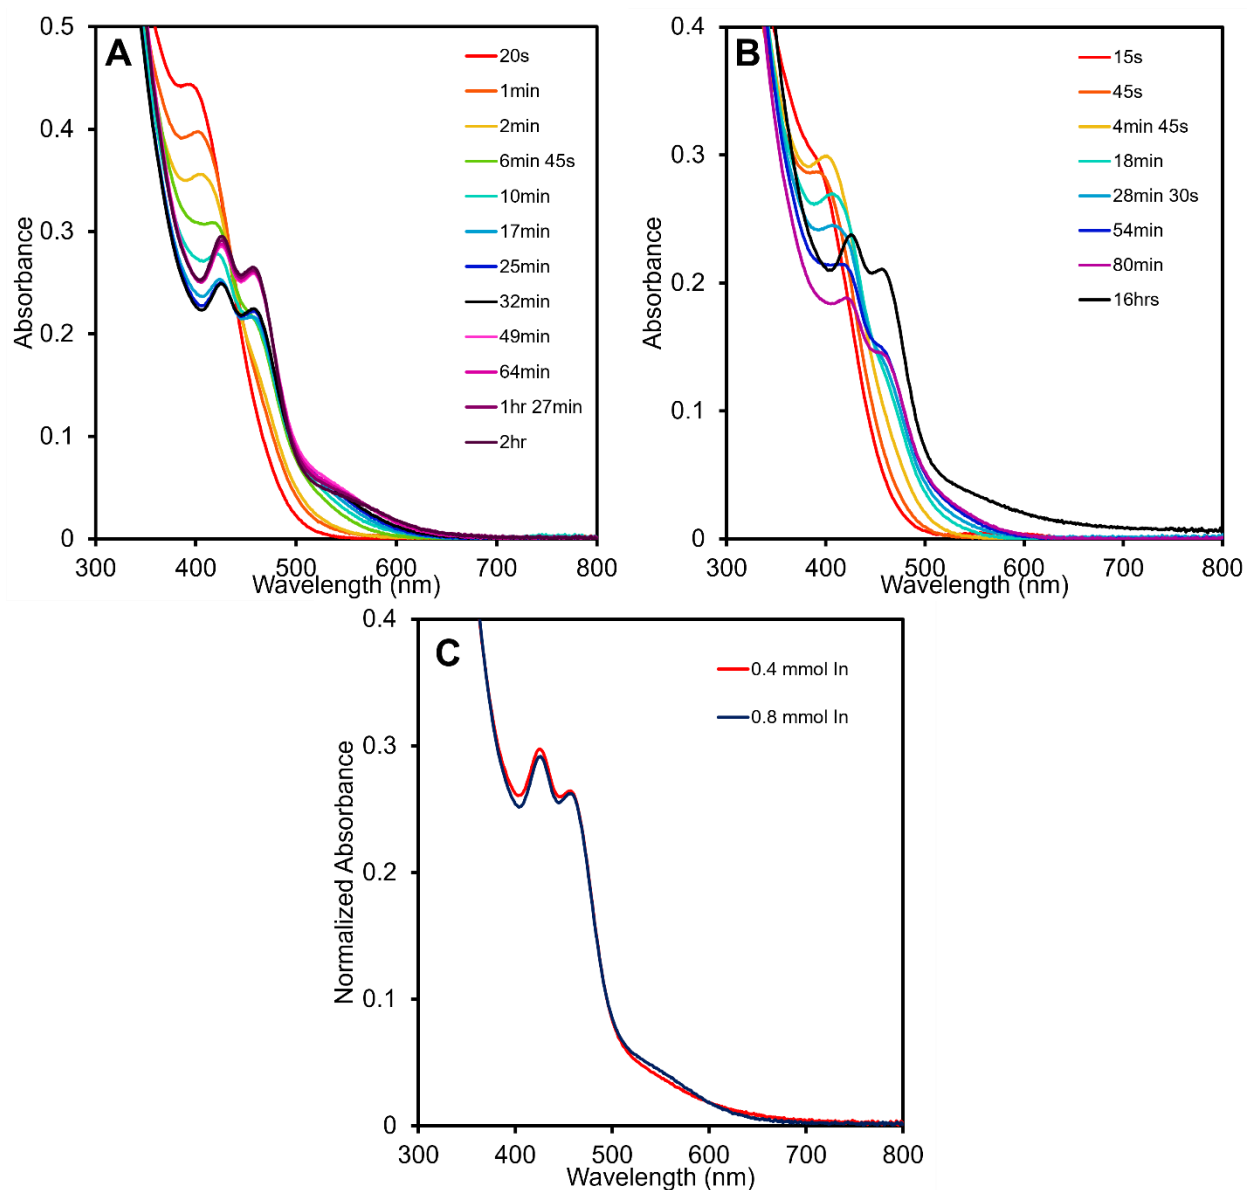 A
0.5
0.4
0.3
0.2
0.1
0
300
400
500
600
700
800
Absorbance
Wavelength (nm)
20s
1min
2min
6min 45s
10min
17min
25min
32min
49min
64min
1hr 27min
2hr
B
0.4
0.3
0.2
0.1
0
300
400
500
600
700
800
Absorbance
Wavelength (nm)
15s
45s
4min 45s
18min
28min 30s
54min
80min
16hrs
C
0.4
0.3
0.2
0.1
0
300
400
500
600
700
800
Normalized Absorbance
Wavelength (nm)
0.4 mmol In
0.8 mmol In